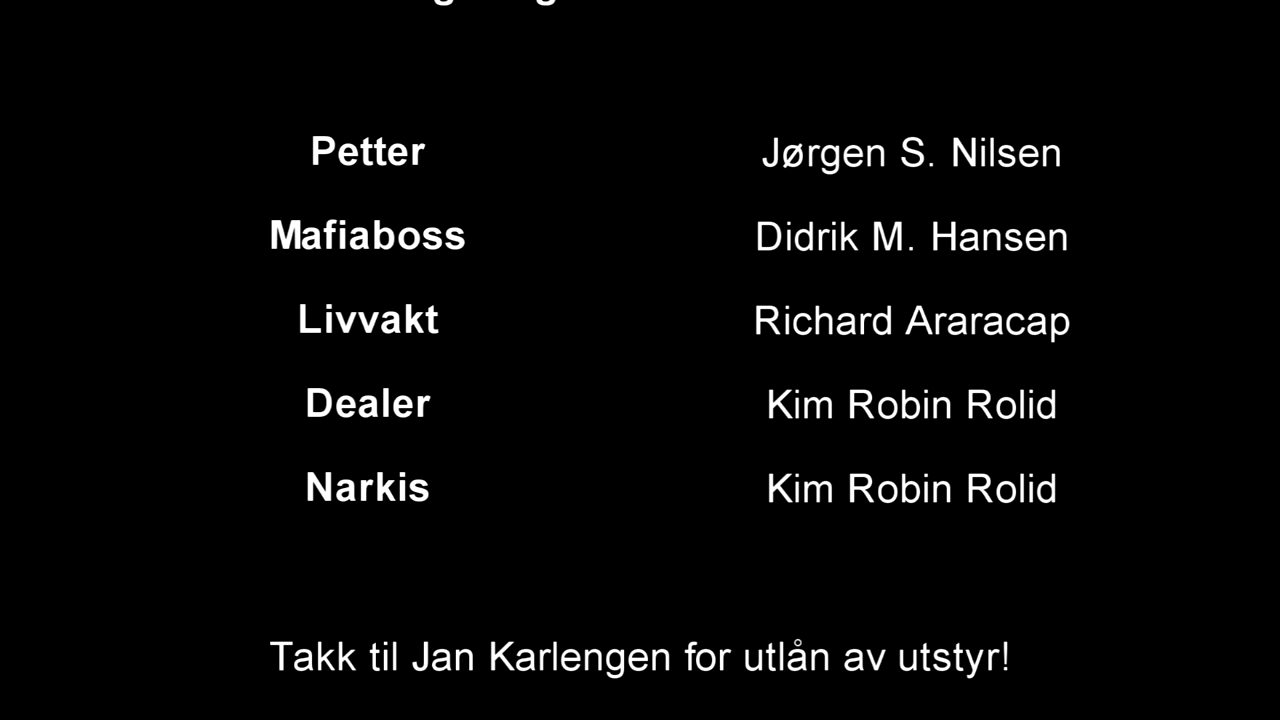 Petter Jørgen S. Nilsen
Mafiaboss Didrik M. Hansen
Livvakt Richard Araracap
Dealer Kim Robin Rolid
Narkis Kim Robin Rolid
Takk til Jan Karlengen for utlån av utstyr!